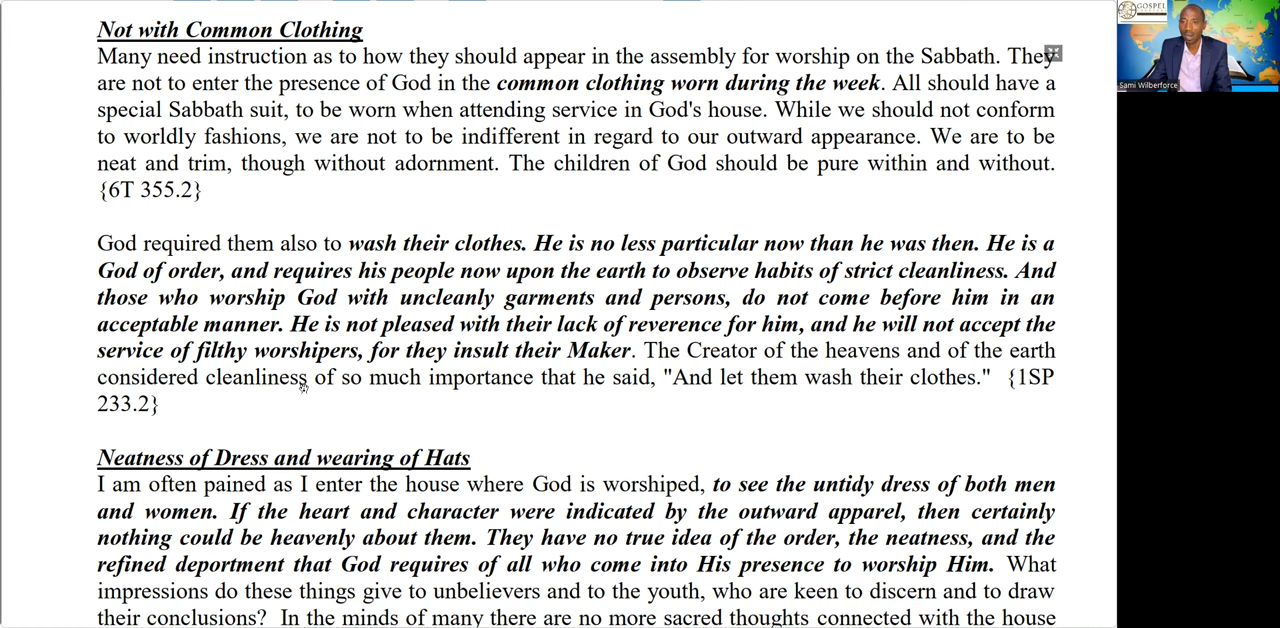 Not with Common Clothing
Many need instruction as to how they should appear in the assembly for worship on the Sabbath. They
are not to enter the presence of God in the common clothing worn during the week. All should have a
special Sabbath suit, to be worn when attending service in God's house. While we should not conform
to worldly fashions, we are not to be indifferent in regard to our outward appearance. We are to be
neat and trim, though without adornment. The children of God should be pure within and without.
{6T 355.2}
God required them also to wash their clothes. He is no less particular now than he was then. He is a
God of order, and requires his people now upon the earth to observe habits of strict cleanliness. And
those who worship God with uncleanly garments and persons, do not come before him in an
acceptable manner. He is not pleased with their lack of reverence for him, and he will not accept the
service of filthy worshipers, for they insult their Maker. The Creator of the heavens and of the earth
considered cleanliness of so much importance that he said, "And let them wash their clothes." {1SP
233.2}
Neatness of Dress and wearing of Hats
I am often pained as I enter the house where God is worshiped, to see the untidy dress of both men
and women. If the heart and character were indicated by the outward apparel, then certainly
nothing could be heavenly about them. They have no true idea of the order, the neatness, and the
refined deportment that God requires of all who come into His presence to worship Him. What
impressions do these things give to unbelievers and to the youth, who are keen to discern and to draw
their conclusions? In the minds of many there are no more sacred thoughts connected with the house
GOSPEL
Sami Wilberforce